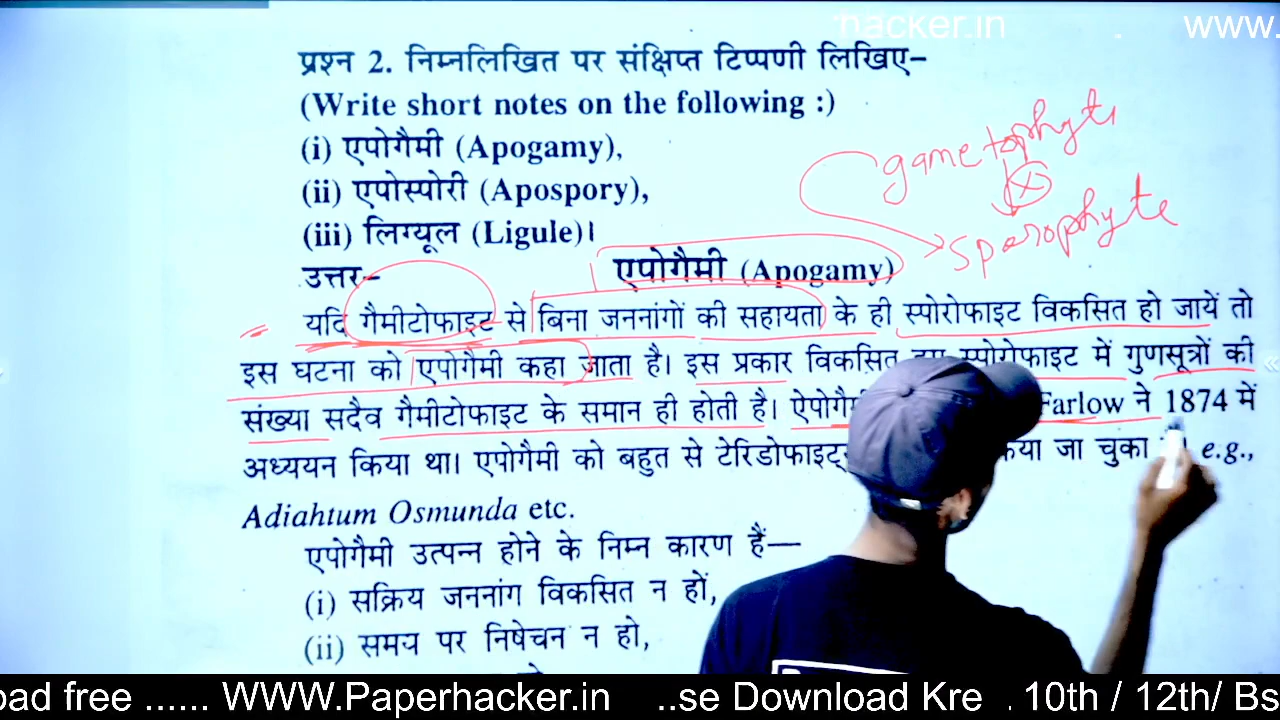 hacker.in . www.
प्रश्न 2. निम्नलिखित पर संक्षिप्त टिप्पणी लिखिए–
(Write short notes on the following :)
(i) एपोगैमी (Apogamy),
(ii) एपोस्पोरी (Apospory),
(iii) लिग्यूल (Ligule)।
gametophyte
sporophyte
उत्तर– एपोगैमी (Apogamy)
यदि गैमीटोफाइट से बिना जननांगों की सहायता के ही स्पोरोफाइट विकसित हो जायें तो
इस घटना को एपोगैमी कहा जाता है। इस प्रकार विकसित हुए स्पोरोफाइट में गुणसूत्रों की
संख्या सदैव गैमीटोफाइट के समान ही होती है। ऐपोगैमी Farlow ने 1874 में
अध्ययन किया था। एपोगैमी को बहुत से टेरिडोफाइट् किया जा चुका e.g.,
Adiahtum Osmunda etc.
एपोगैमी उत्पन्न होने के निम्न कारण हैं—
(i) सक्रिय जननांग विकसित न हों,
(ii) समय पर निषेचन न हो,
oad free ...... WWW.Paperhacker.in ..se Download Kre . 10th / 12th/ Bs